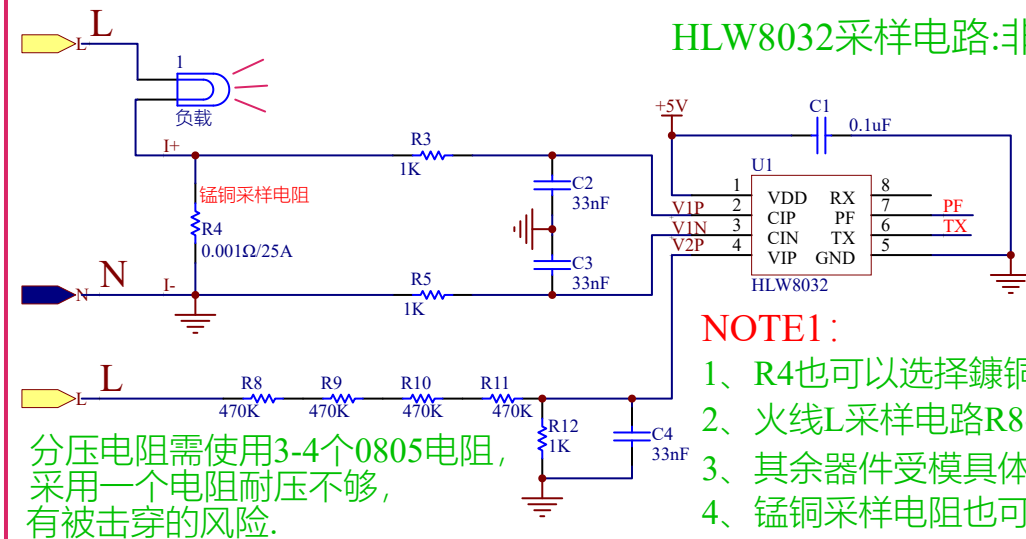 L
HLW8032采样电路:非
L
1
负载
+5V
C1
0.1uF
I+
R3
1K
C2
33nF
U1
锰铜采样电阻
R4
0.001Ω/25A
1 VDD RX 8
V1P 2 CIP PF 7 PF
V1N 3 CIN TX 6 TX
V2P 4 VIP GND 5
HLW8032
C3
33nF
N
N
I-
R5
1K
NOTE1:
L
L
R8
470K
R9
470K
R10
470K
R11
470K
R12
1K
C4
33nF
1、R4也可以选择鏮铜
2、火线L采样电路R8
3、其余器件受模具体
4、锰铜采样电阻也可
分压电阻需使用3-4个0805电阻,
采用一个电阻耐压不够,
有被击穿的风险.